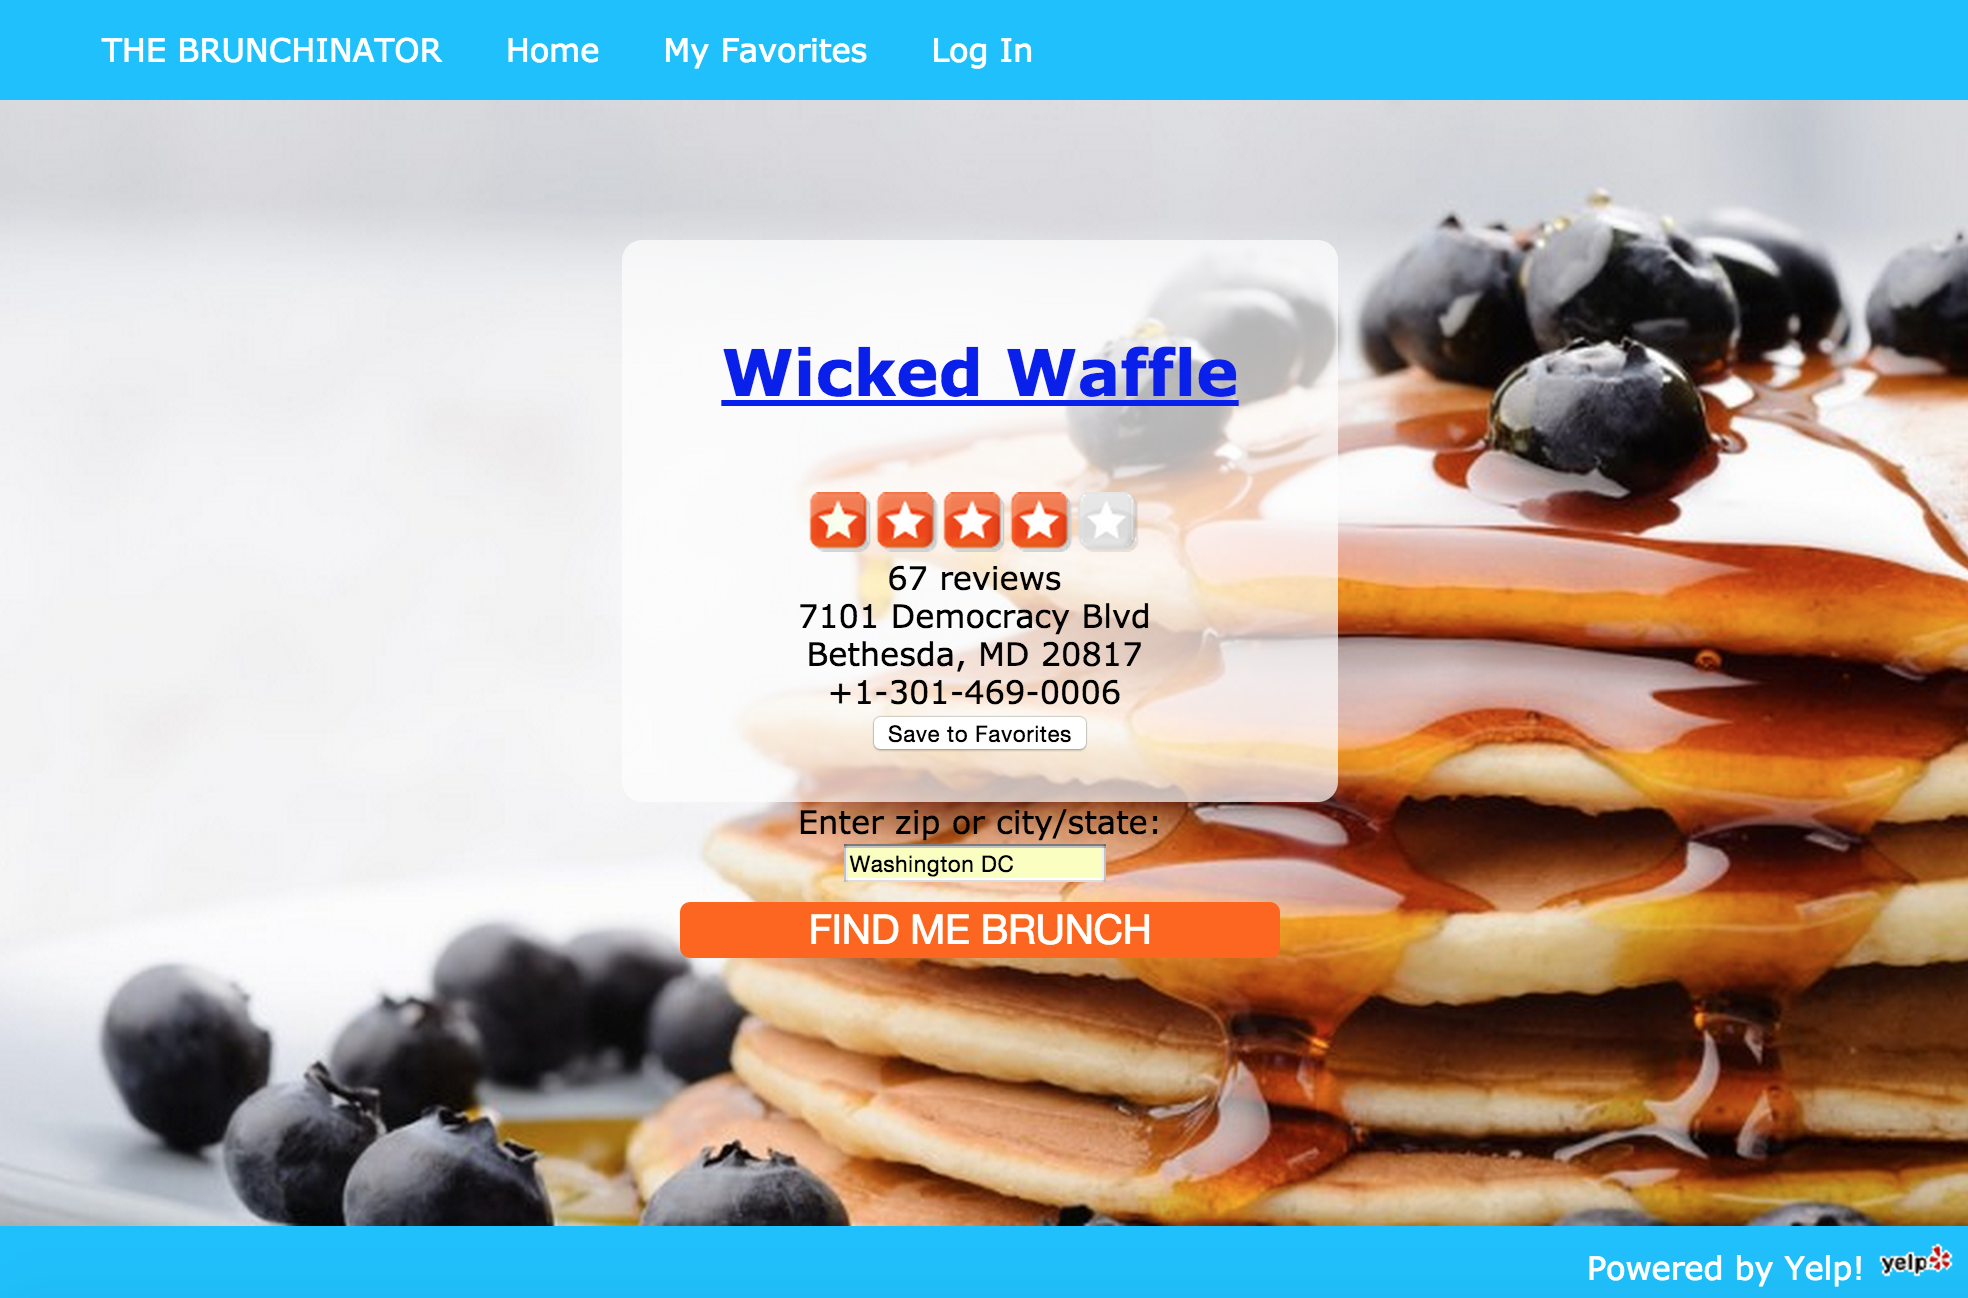 THE BRUNCHINATOR Home My Favorites Log In
Wicked Waffle
67 reviews
7101 Democracy Blvd
Bethesda, MD 20817
+1-301-469-0006
Save to Favorites
Enter zip or city/state:
Washington DC
FIND ME BRUNCH
Powered by Yelp! yelp